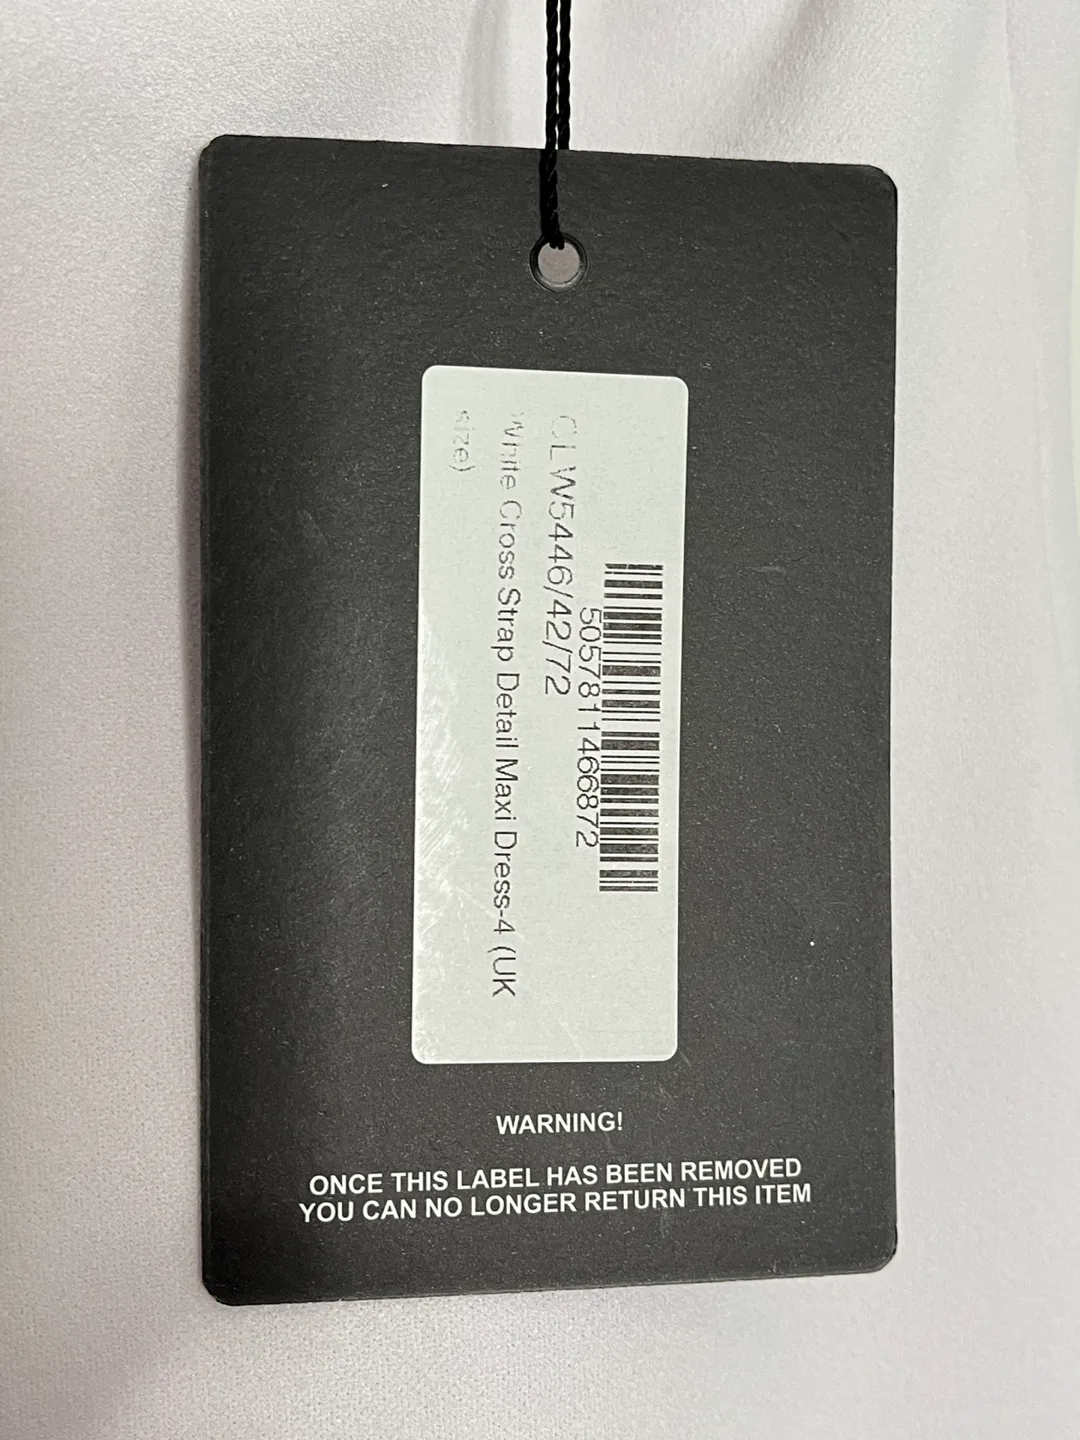 5057811466872
CLW5446/42/72
White Cross Strap Detail Maxi Dress-4 (UK
size)
WARNING!
ONCE THIS LABEL HAS BEEN REMOVED
YOU CAN NO LONGER RETURN THIS ITEM